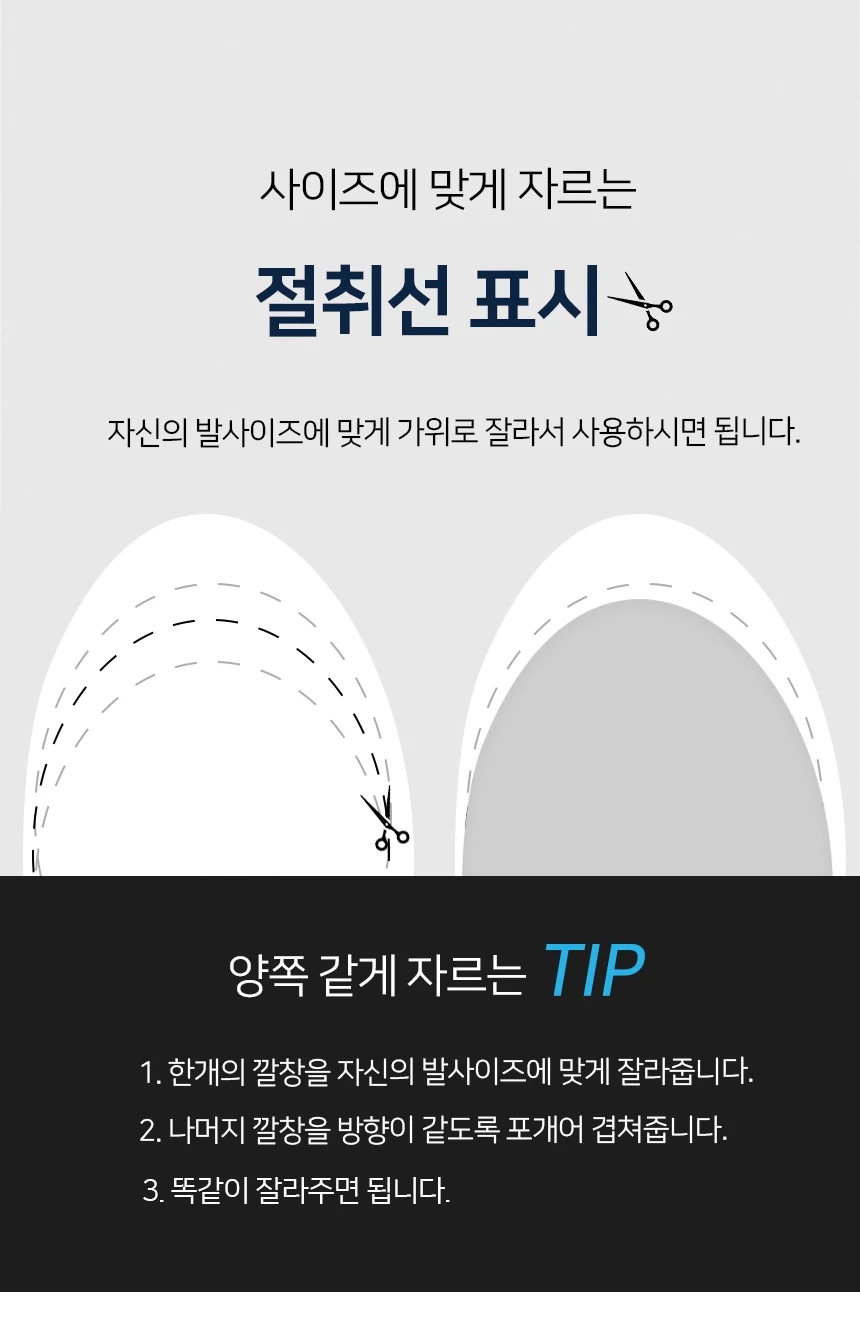 사이즈에 맞게 자르는
절취선 표시
자신의 발사이즈에 맞게 가위로 잘라서 사용하시면 됩니다.
양쪽 같게 자르는 TIP
1. 한개의 깔창을 자신의 발사이즈에 맞게 잘라줍니다.
2. 나머지 깔창을 방향이 같도록 포개어 겹쳐줍니다.
3. 똑같이 잘라주면 됩니다.